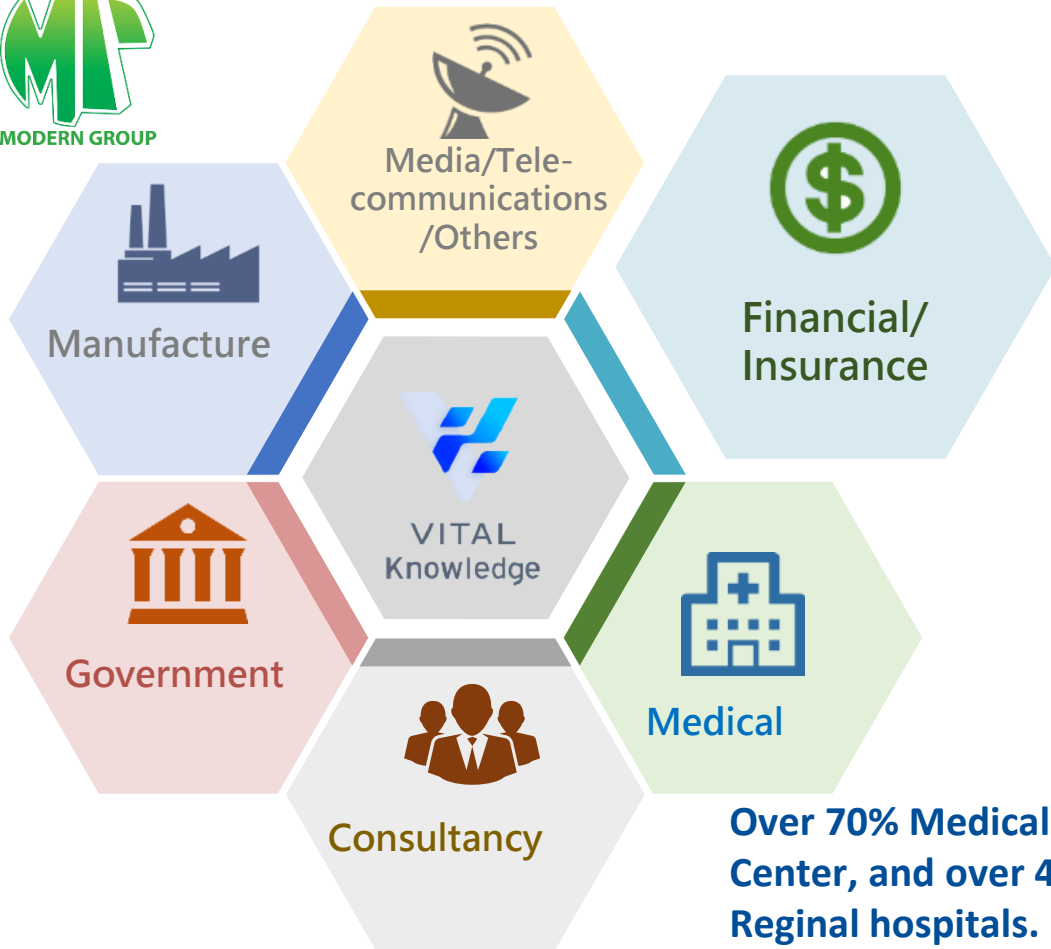 MODERN GROUP
Media/Tele-
communications
/Others
Manufacture
Financial/
Insurance
VITAL
Knowledge
Government
Medical
Consultancy
Over 70% Medical
Center, and over 4
Reginal hospitals.